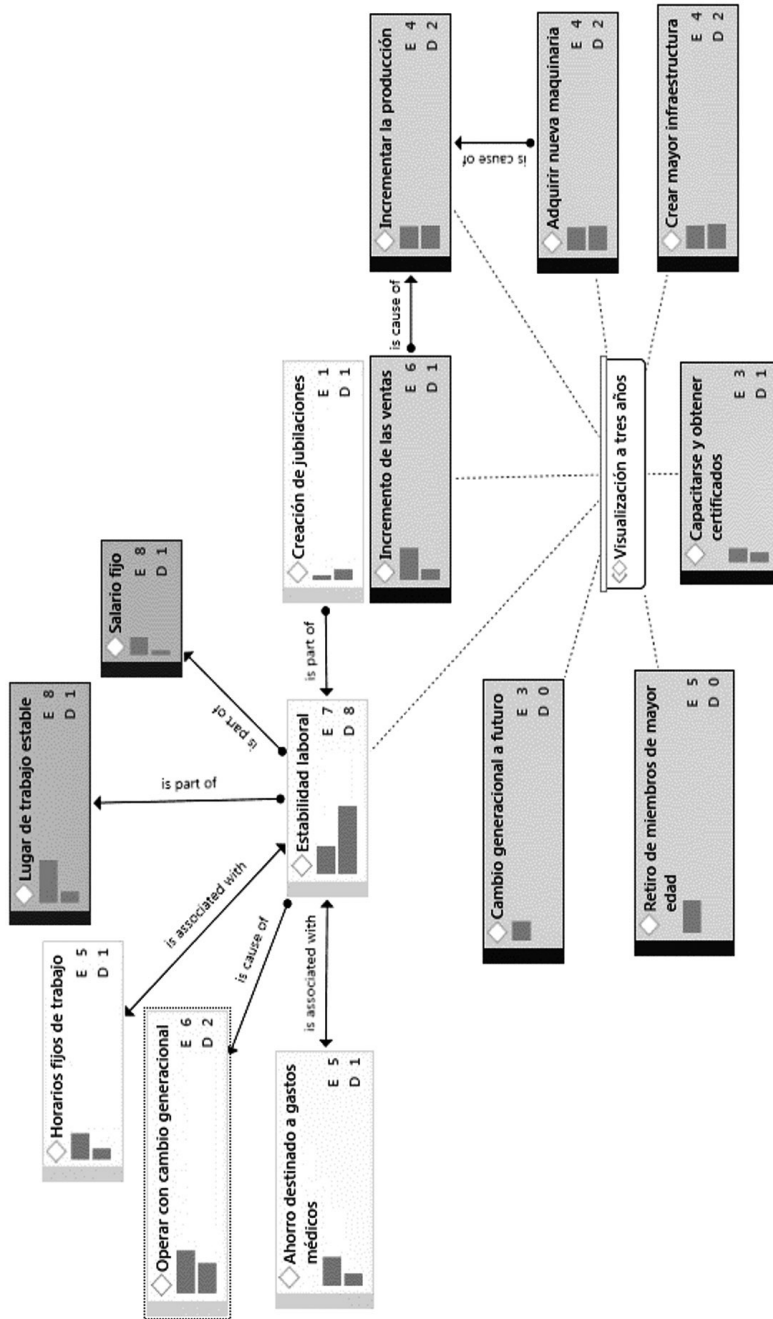 Lugar de trabajo estable
E 8
D 1
Horarios fijos de trabajo
E 5
D 1
Salario fijo
E 8
D 1
Operar con cambio generacional
E 6
D 2
is associated with
is part of
is part of
is cause of
Ahorro destinado a gastos
médicos
E 5
D 1
is associated with
Estabilidad laboral
E 7
D 8
is part of
Creación de jubilaciones
E 1
D 1
Incremento de las ventas
E 6
D 1
is cause of
Incrementar la producción
E 4
D 2
is cause of
Cambio generacional a futuro
E 3
D 0
Adquirir nueva maquinaria
E 4
D 2
Visualización a tres años
Retiro de miembros de mayor
edad
E 5
D 0
Capacitarse y obtener
certificados
E 3
D 1
Crear mayor infraestructura
E 4
D 2